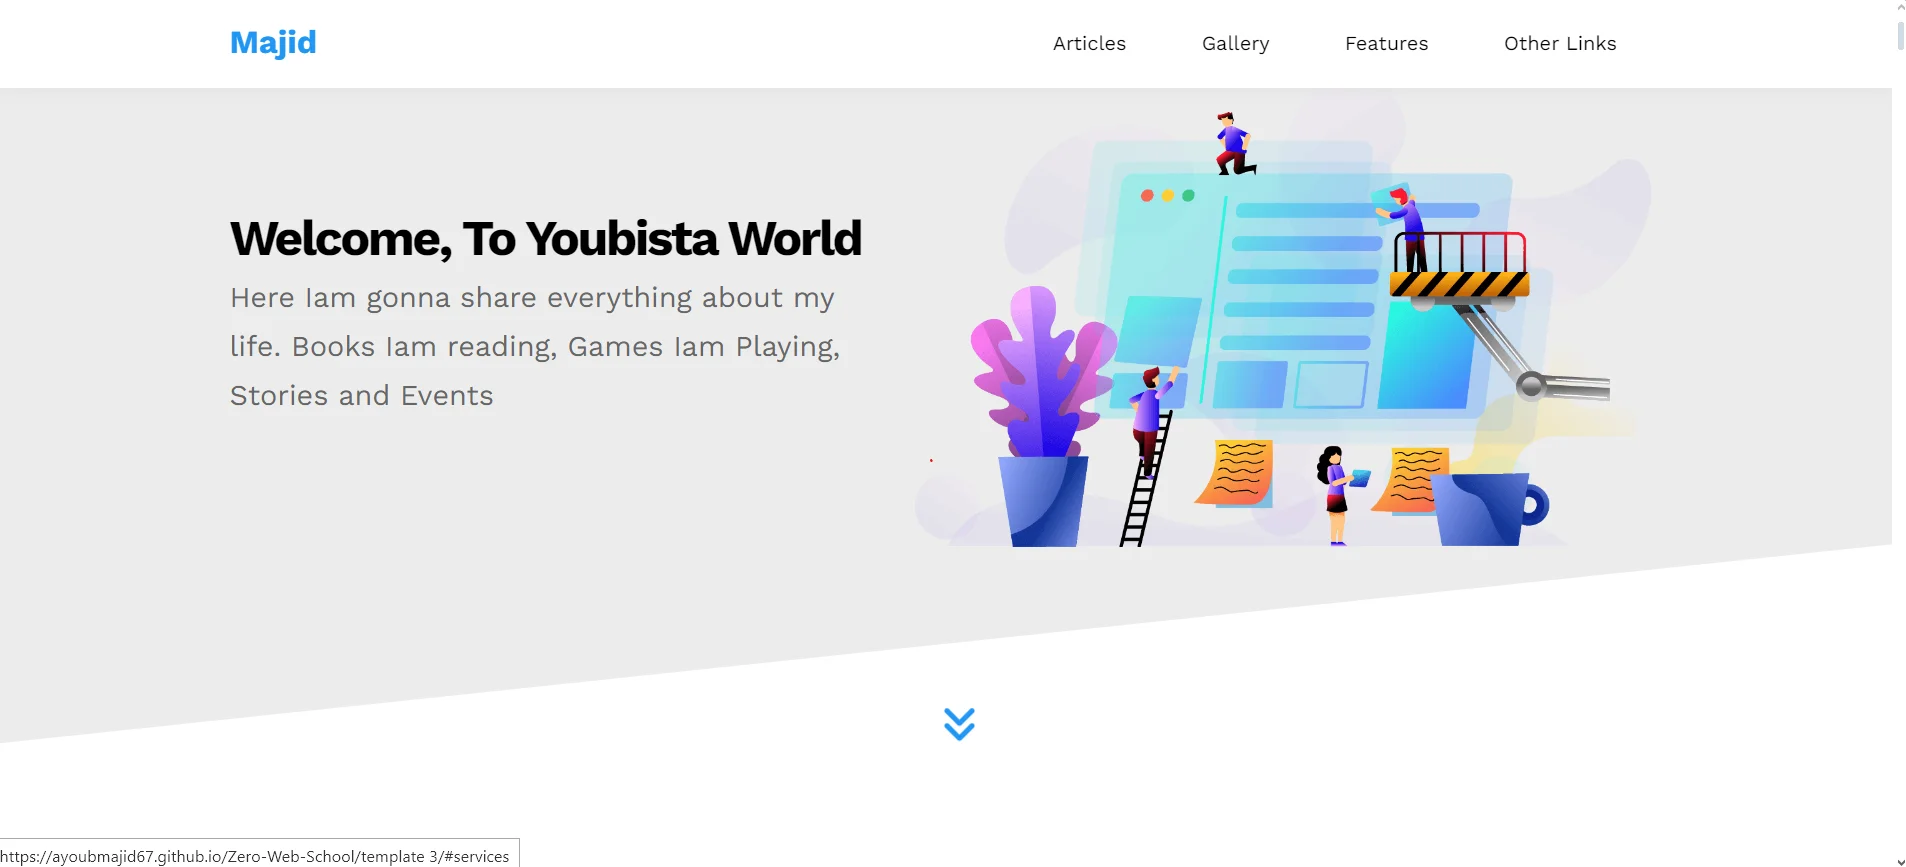 Majid
Articles
Gallery
Features
Other Links
Welcome, To Youbista World
Here Iam gonna share everything about my
life. Books Iam reading, Games Iam Playing,
Stories and Events
https://ayoubmajid67.github.io/Zero-Web-School/template 3/#services